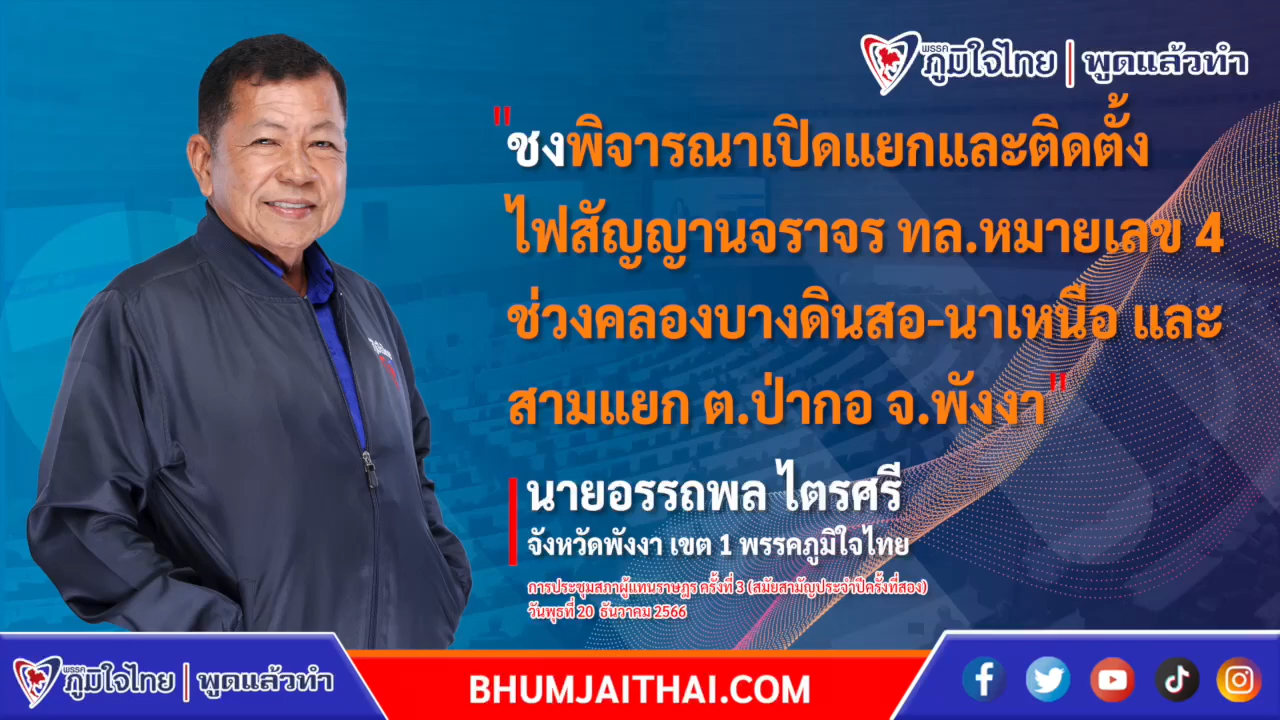 พรรค
ภูมิใจไทย | พูดแล้วทำ
"ชงพิจารณาเปิดแยกและติดตั้ง
ไฟสัญญานจราจร ทล.หมายเลข 4
ช่วงคลองบางดินสอ-นาเหนือ และ
สามแยก ต.ป่ากอ จ.พังงา"
นายอรรถพล ไตรศรี
จังหวัดพังงา เขต 1 พรรคภูมิใจไทย
การประชุมสภาผู้แทนราษฎร ครั้งที่ 3 (สมัยสามัญประจำปีครั้งที่สอง)
วันพุธที่ 20 ธันวาคม 2566
พรรค
ภูมิใจไทย | พูดแล้วทำ
BHUMJAITHAI.COM